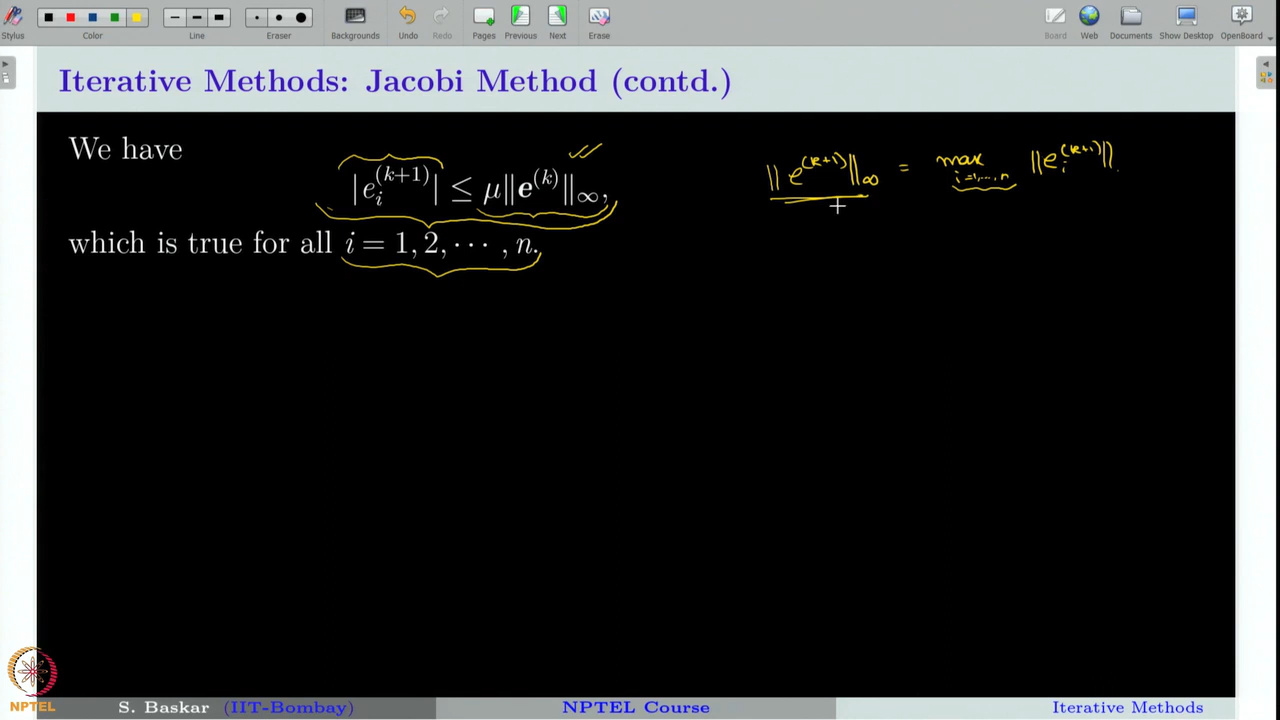 Stylus
Color
Line
Eraser
Backgrounds
Undo
Redo
Pages
Previous
Next
Erase
Board
Web
Documents
Show Desktop
OpenBoard
Iterative Methods: Jacobi Method (contd.)
We have
|e_i^{(k+1)}| ≤ μ‖e^{(k)}‖_∞,
‖e^{(k+1)}‖_∞ = max_{i=1,...,n} ‖e_i^{(k+1)}‖
which is true for all i = 1, 2, ⋯ , n.
NPTEL
S. Baskar (IIT-Bombay)
NPTEL Course
Iterative Methods